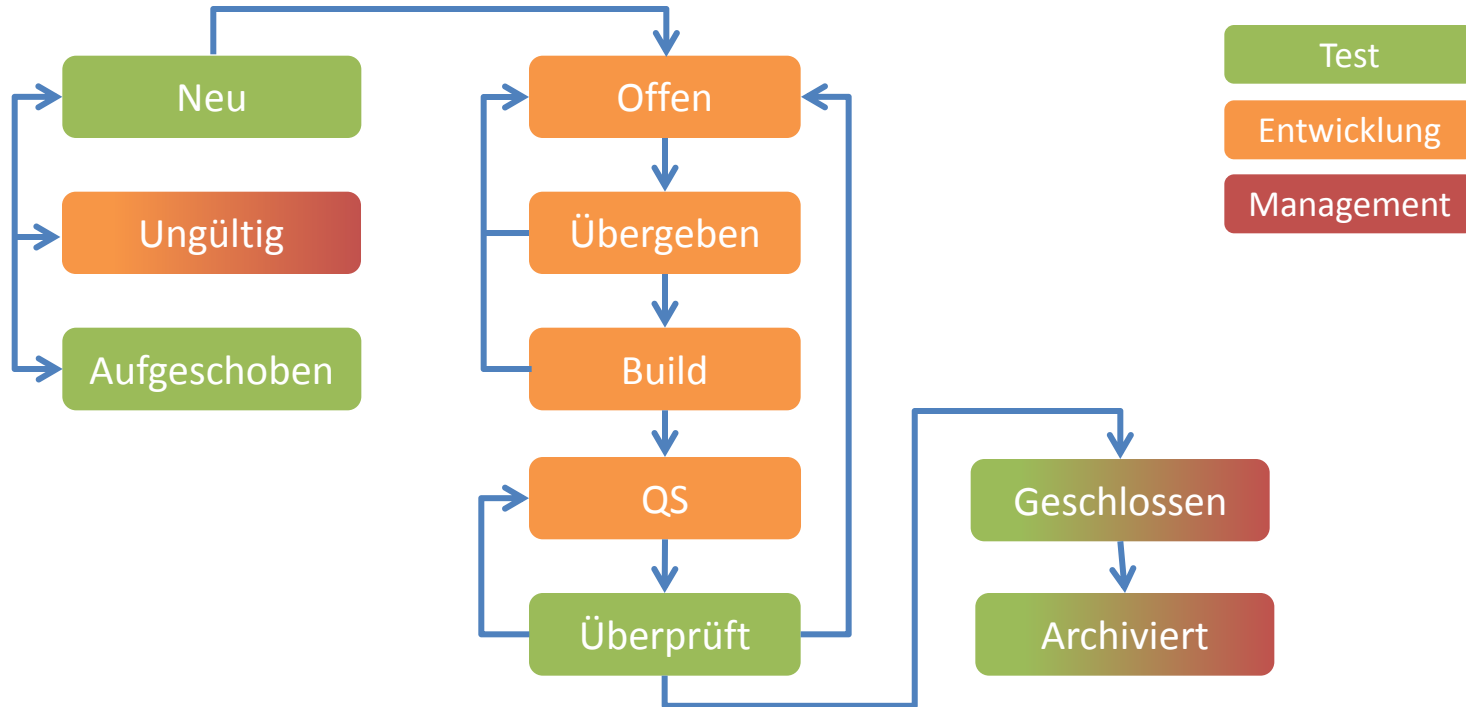 Neu
Ungültig
Aufgeschoben
Offen
Übergeben
Build
QS
Überprüft
Geschlossen
Archiviert
Test
Entwicklung
Management